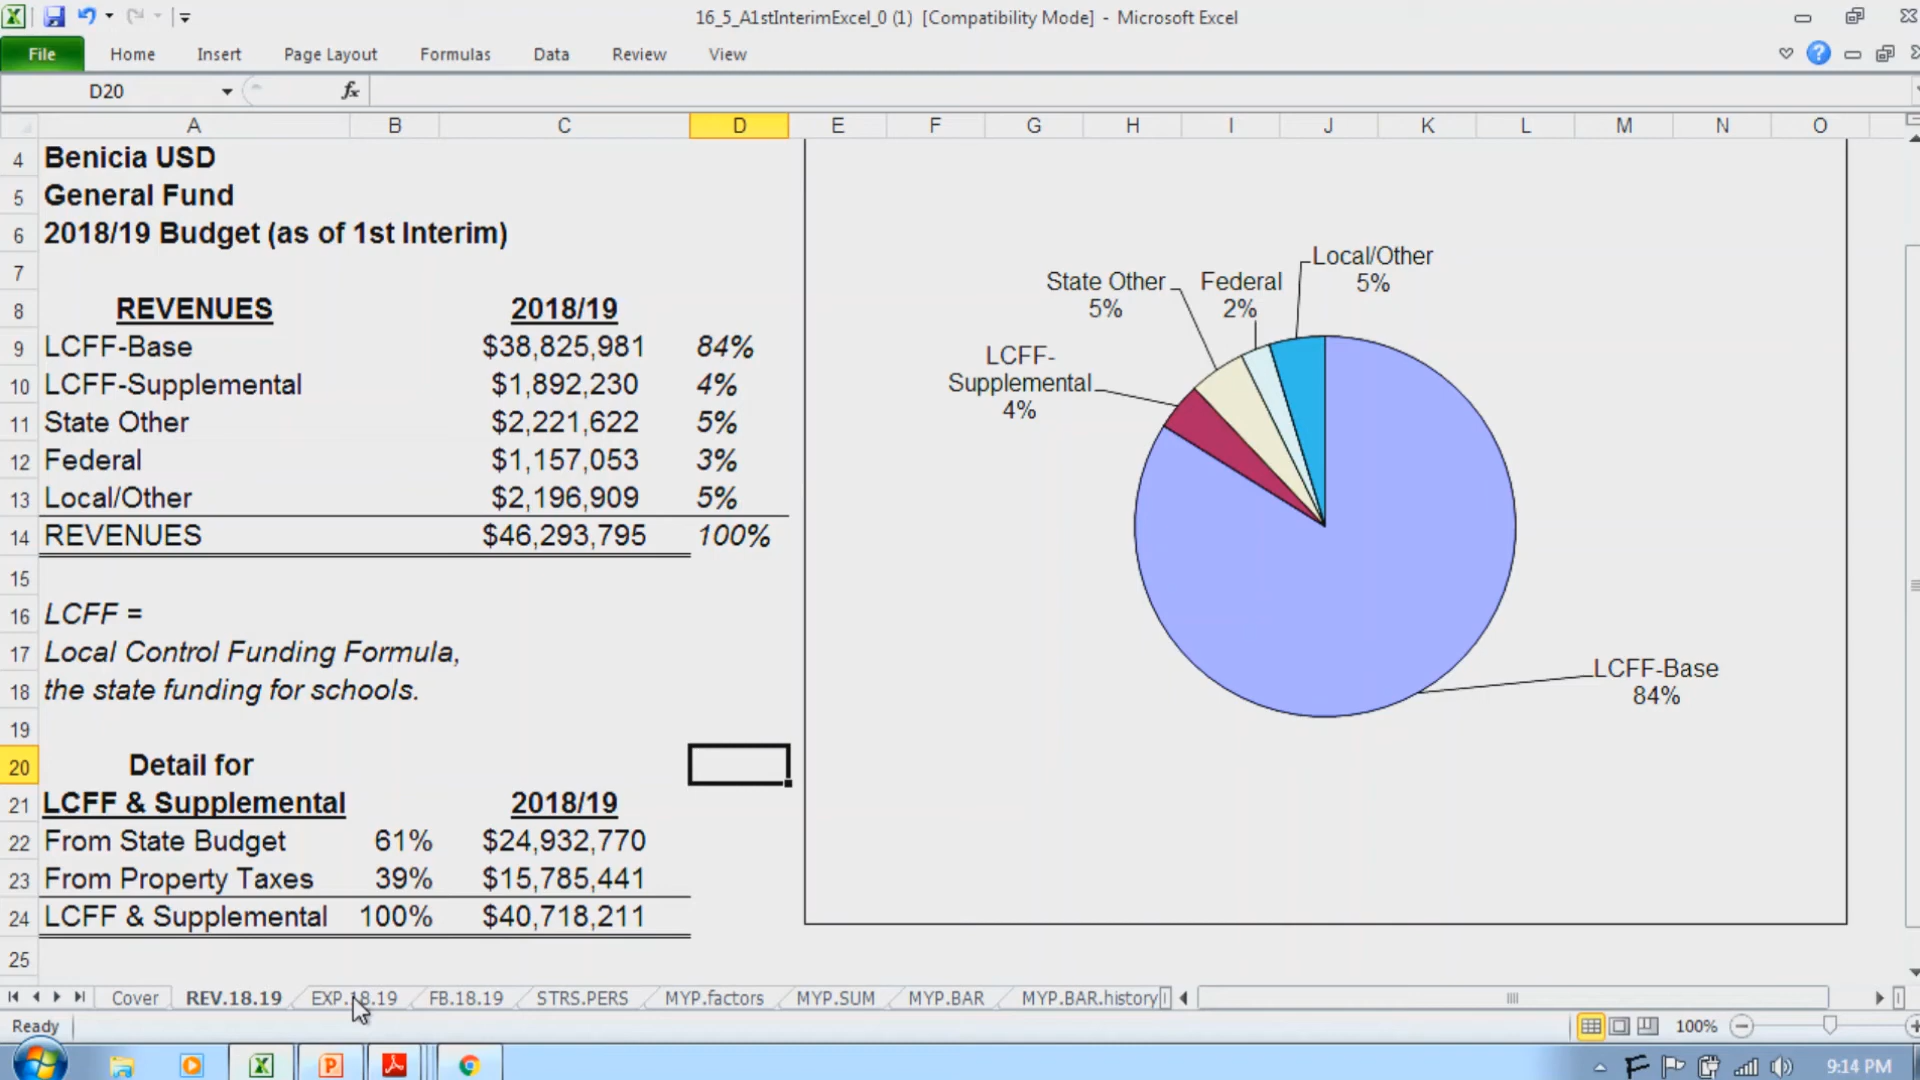 16_5_A1stInterimExcel_0 (1) [Compatibility Mode] - Microsoft Excel
File Home Insert Page Layout Formulas Data Review View
D20 fx
A B C D E F G H I J K L M N O
4 Benicia USD
5 General Fund
6 2018/19 Budget (as of 1st Interim)
7
8 REVENUES 2018/19
9 LCFF-Base $38,825,981 84%
10 LCFF-Supplemental $1,892,230 4%
11 State Other $2,221,622 5%
12 Federal $1,157,053 3%
13 Local/Other $2,196,909 5%
14 REVENUES $46,293,795 100%
15
16 LCFF =
17 Local Control Funding Formula,
18 the state funding for schools.
19
20 Detail for
21 LCFF & Supplemental 2018/19
22 From State Budget 61% $24,932,770
23 From Property Taxes 39% $15,785,441
24 LCFF & Supplemental 100% $40,718,211
25
Local/Other
5%
State Other
5%
Federal
2%
LCFF-
Supplemental
4%
LCFF-Base
84%
Cover REV.18.19 EXP.18.19 FB.18.19 STRS.PERS MYP.factors MYP.SUM MYP.BAR MYP.BAR.history
Ready 100%
9:14 PM